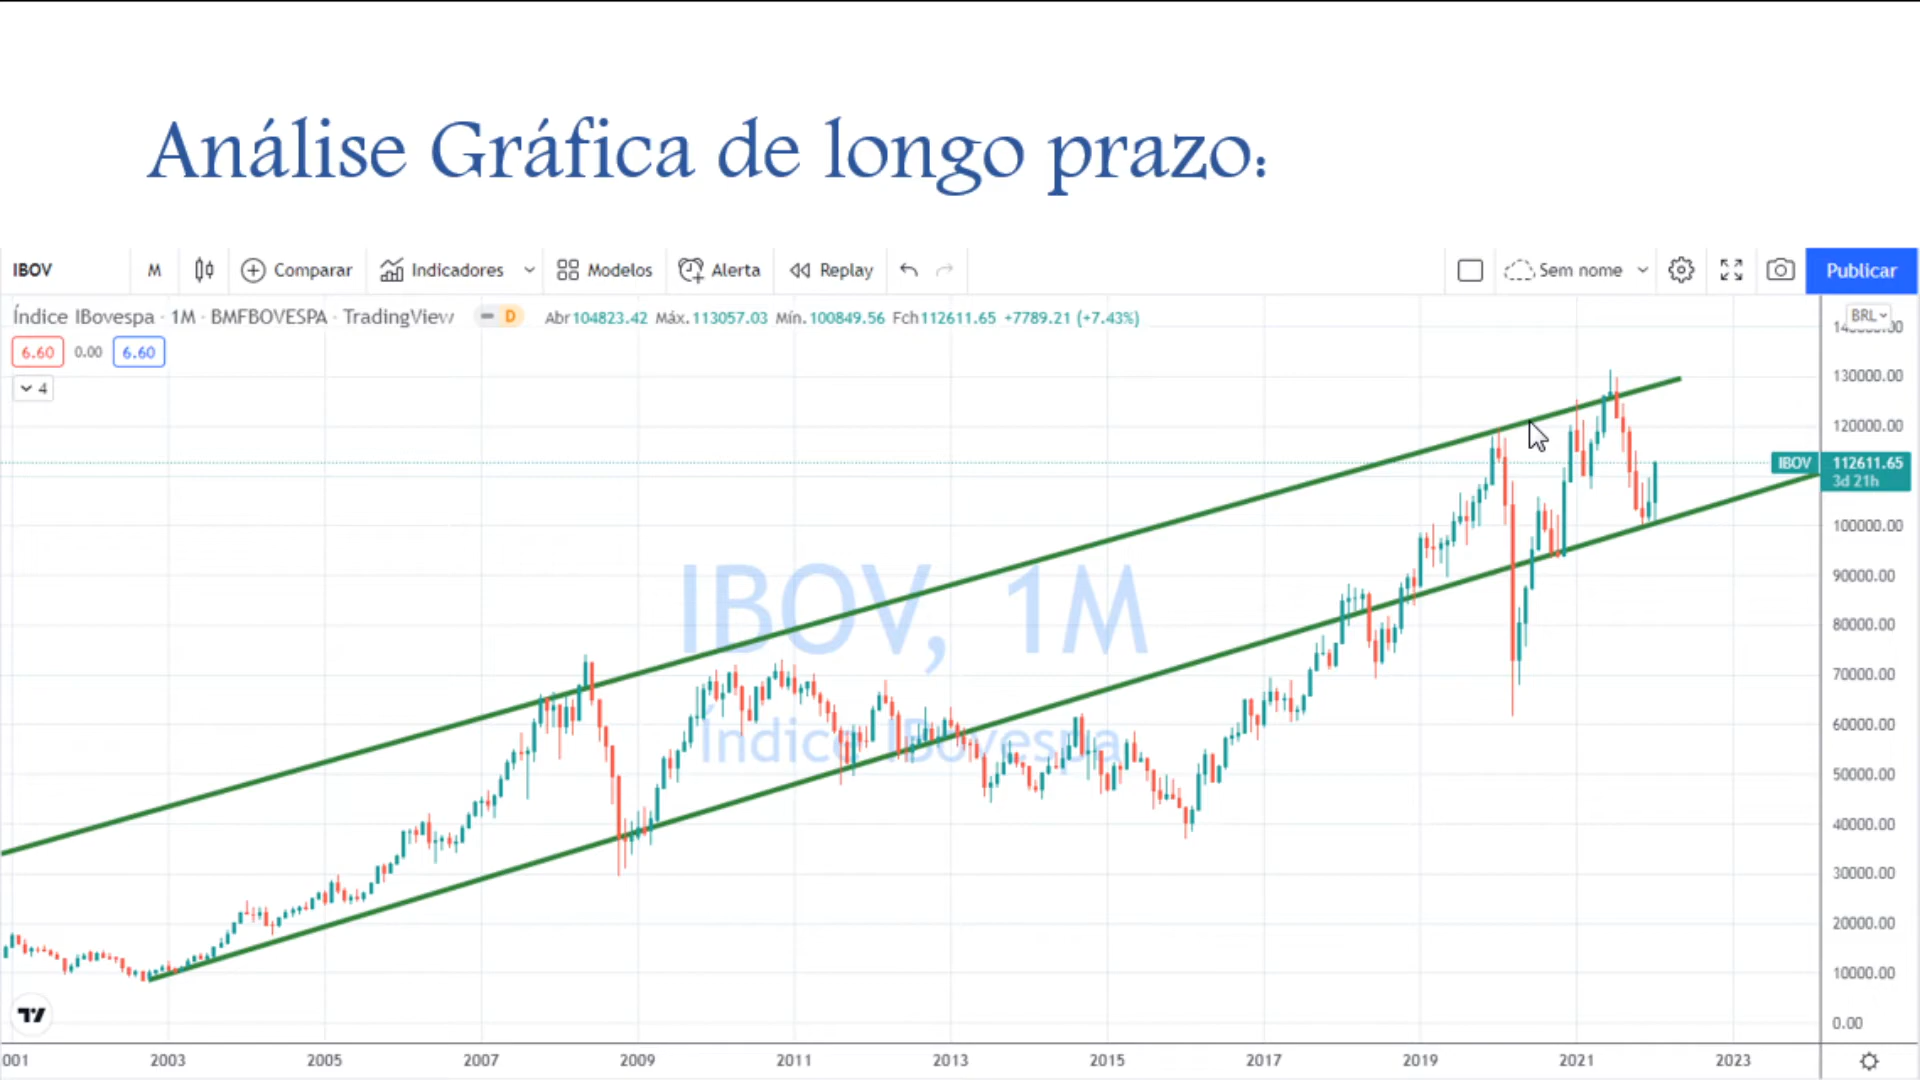 Análise Gráfica de longo prazo:
IBOV M Comparar Indicadores Modelos Alerta Replay Sem nome Publicar
Índice IBovespa · 1M · BMFBOVESPA · TradingView D Abr104823.42 Máx.113057.03 Mín.100849.56 Fch112611.65 +7789.21 (+7.43%)
BRL
6.60 0.00 6.60
4
130000.00
120000.00
IBOV 112611.65
3d 21h
100000.00
90000.00
80000.00
70000.00
60000.00
50000.00
40000.00
30000.00
20000.00
10000.00
0.00
IBOV, 1M
Índice IBovespa
001 2003 2005 2007 2009 2011 2013 2015 2017 2019 2021 2023